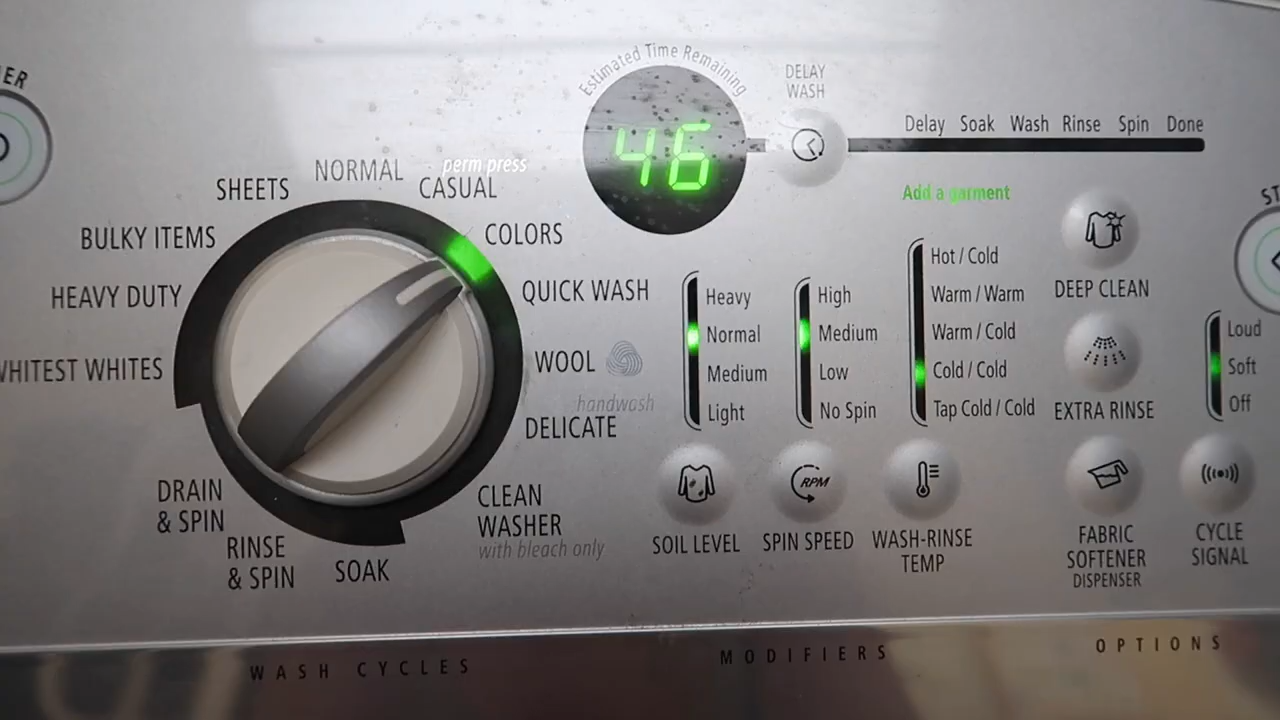 Estimated Time Remaining
46
DELAY
WASH
Delay Soak Wash Rinse Spin Done
Add a garment
SHEETS
NORMAL
perm press
CASUAL
BULKY ITEMS
COLORS
HEAVY DUTY
QUICK WASH
WHITEST WHITES
WOOL
handwash
DELICATE
DRAIN
& SPIN
RINSE
& SPIN
SOAK
CLEAN
WASHER
with bleach only
Heavy
Normal
Medium
Light
SOIL LEVEL
High
Medium
Low
No Spin
RPM
SPIN SPEED
Hot / Cold
Warm / Warm
Warm / Cold
Cold / Cold
Tap Cold / Cold
WASH-RINSE
TEMP
DEEP CLEAN
EXTRA RINSE
FABRIC
SOFTENER
DISPENSER
Loud
Soft
Off
CYCLE
SIGNAL
WASH CYCLES
MODIFIERS
OPTIONS